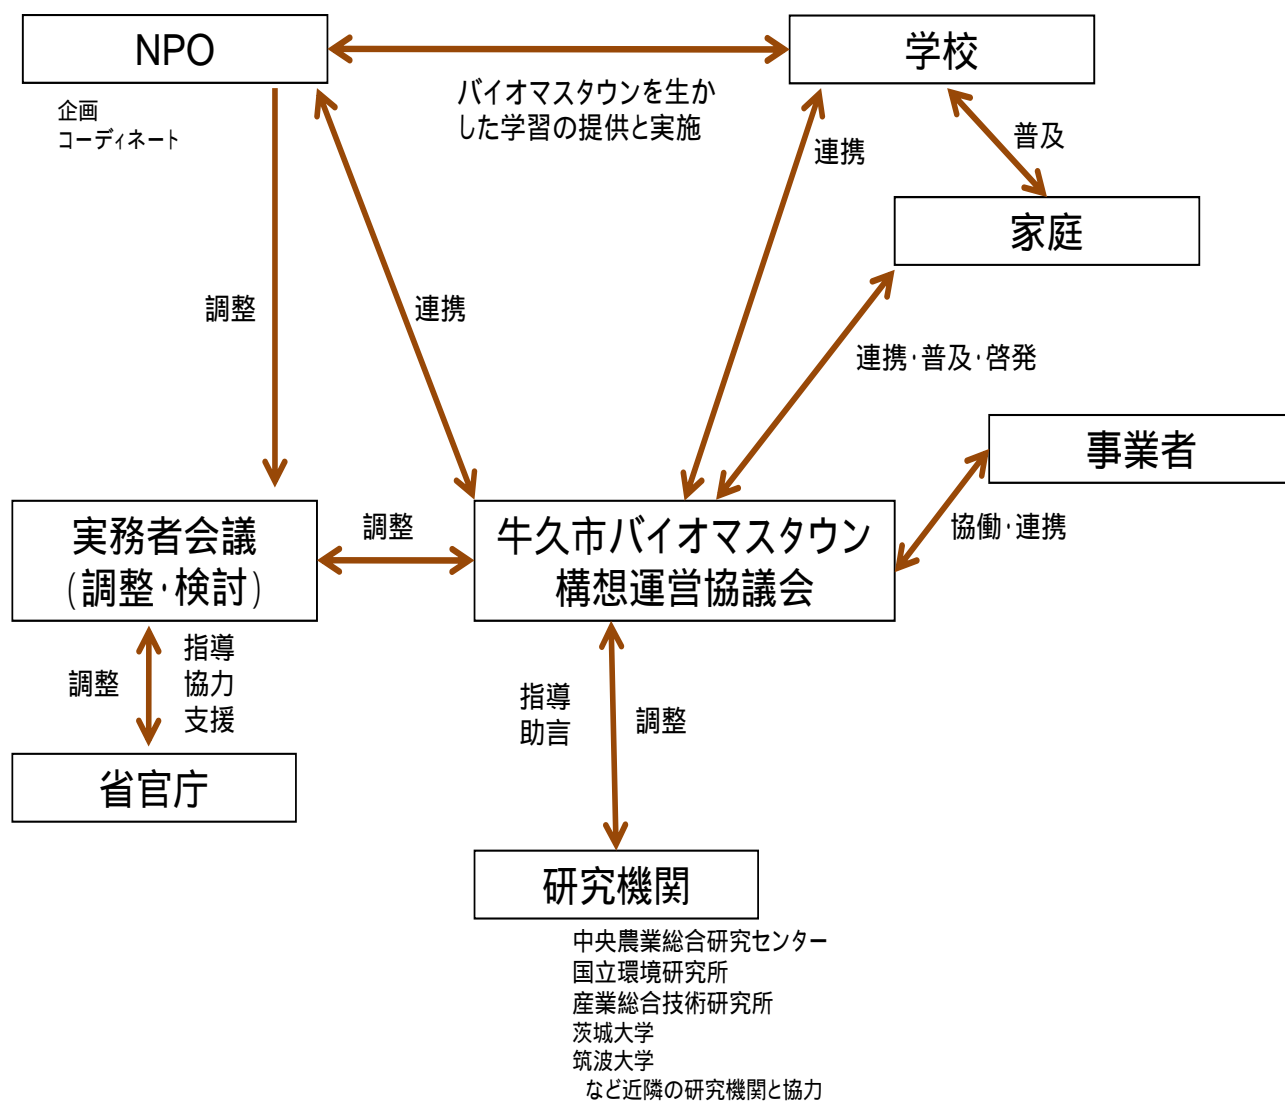 NPO
学校
企画
コーディネート
バイオマスタウンを生か
した学習の提供と実施
連携
普及
家庭
調整
連携
連携・普及・啓発
事業者
協働・連携
実務者会議
(調整・検討)
調整
牛久市バイオマスタウン
構想運営協議会
調整
指導
協力
支援
指導
助言
調整
省官庁
研究機関
中央農業総合研究センター
国立環境研究所
産業総合技術研究所
茨城大学
筑波大学
など近隣の研究機関と協力